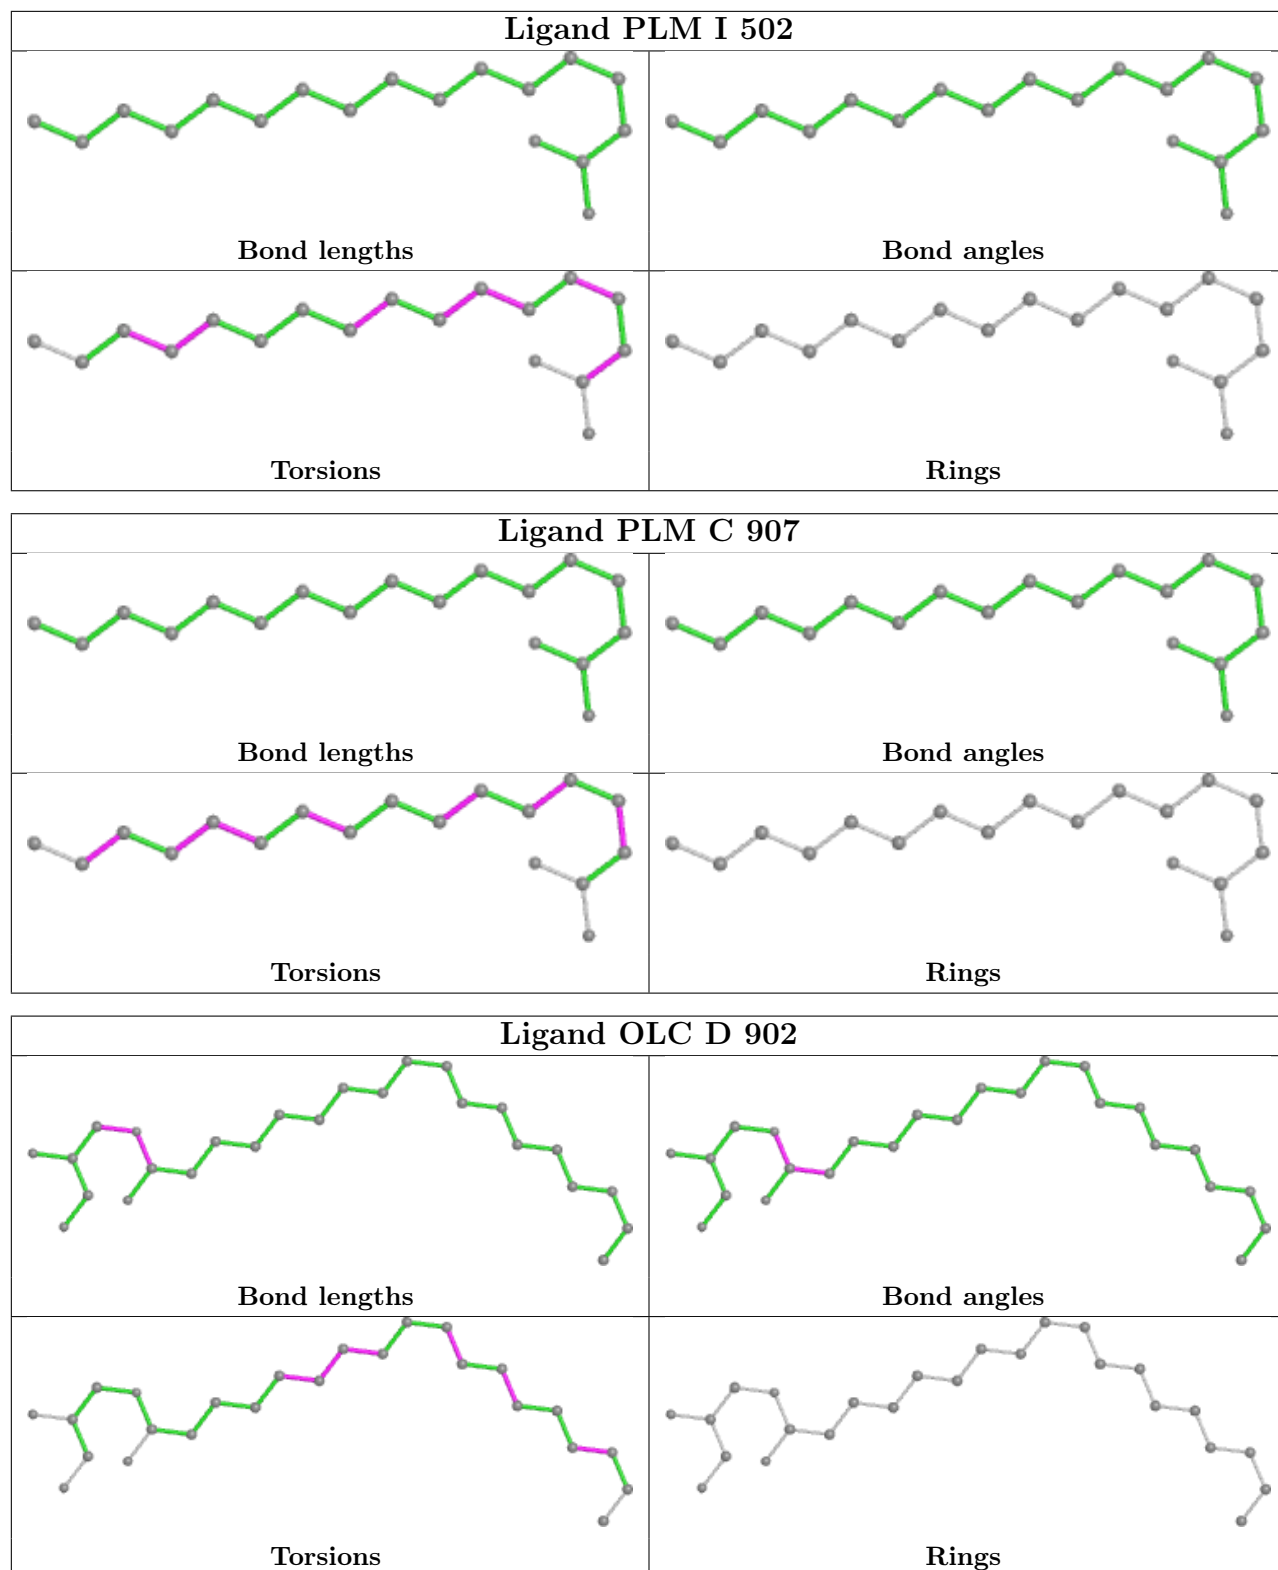 Ligand PLM I 502
Bond lengths
Bond angles
Torsions
Rings
Ligand PLM C 907
Bond lengths
Bond angles
Torsions
Rings
Ligand OLC D 902
Bond lengths
Bond angles
Torsions
Rings